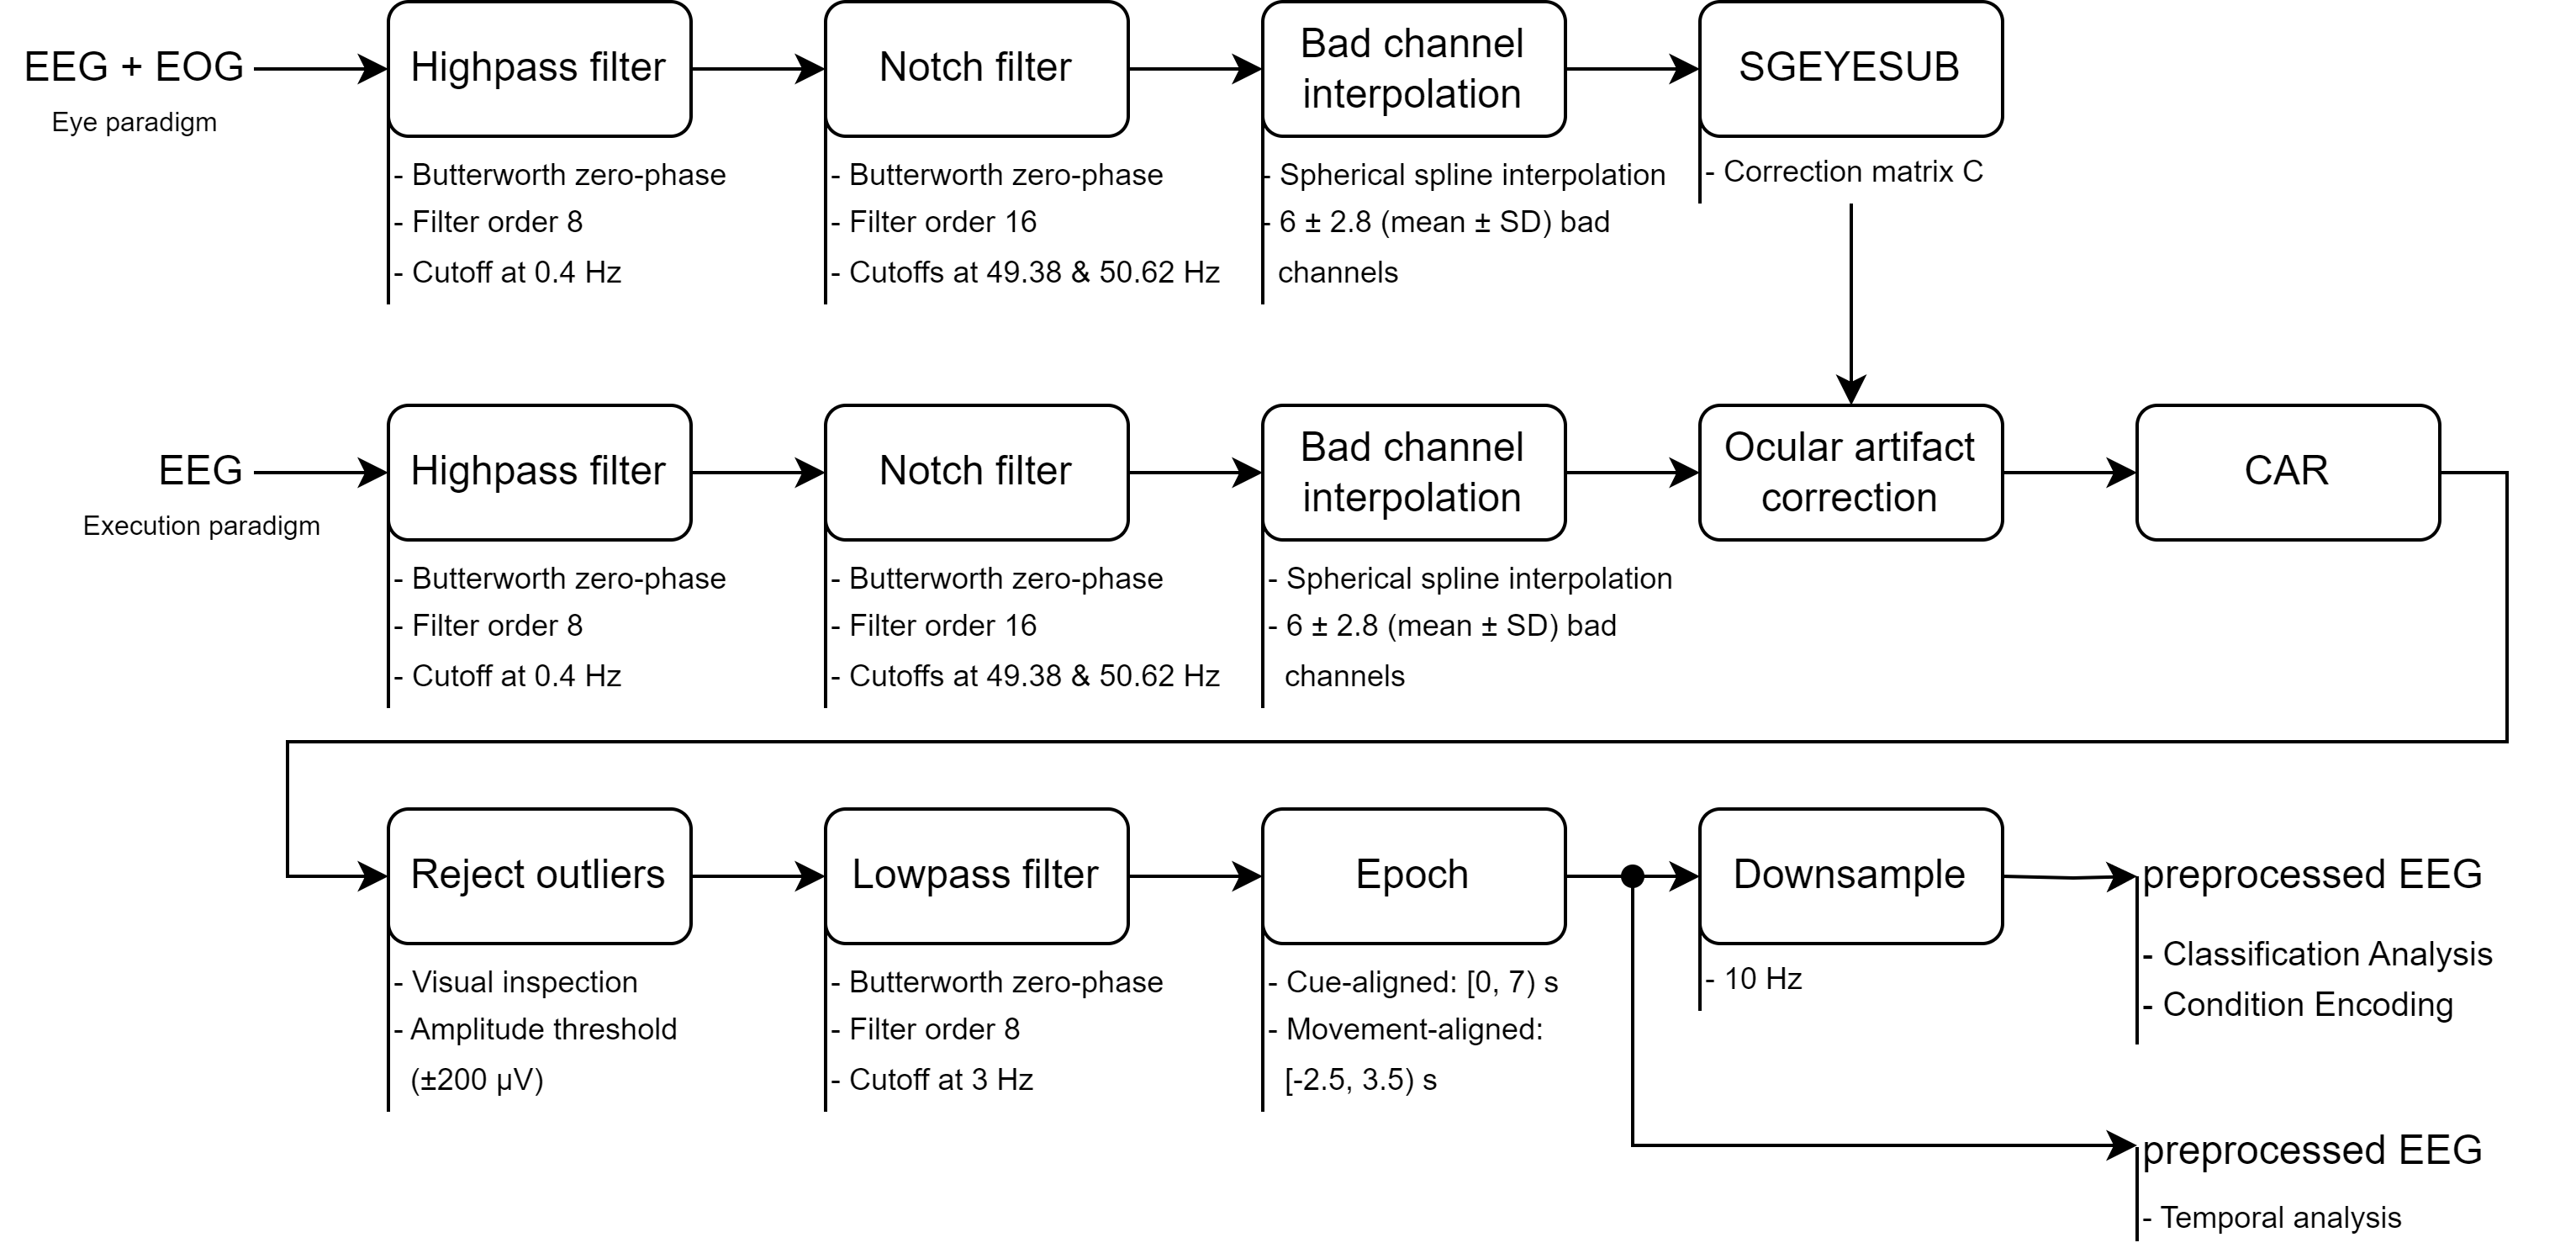 EEG + EOG
Eye paradigm
Highpass filter
- Butterworth zero-phase
- Filter order 8
- Cutoff at 0.4 Hz
Notch filter
- Butterworth zero-phase
- Filter order 16
- Cutoffs at 49.38 & 50.62 Hz
Bad channel
interpolation
- Spherical spline interpolation
- 6 ± 2.8 (mean ± SD) bad
channels
SGEYESUB
- Correction matrix C
EEG
Execution paradigm
Highpass filter
- Butterworth zero-phase
- Filter order 8
- Cutoff at 0.4 Hz
Notch filter
- Butterworth zero-phase
- Filter order 16
- Cutoffs at 49.38 & 50.62 Hz
Bad channel
interpolation
- Spherical spline interpolation
- 6 ± 2.8 (mean ± SD) bad
channels
Ocular artifact
correction
CAR
Reject outliers
- Visual inspection
- Amplitude threshold
(±200 µV)
Lowpass filter
- Butterworth zero-phase
- Filter order 8
- Cutoff at 3 Hz
Epoch
- Cue-aligned: [0, 7) s
- Movement-aligned:
[-2.5, 3.5) s
Downsample
- 10 Hz
preprocessed EEG
- Classification Analysis
- Condition Encoding
preprocessed EEG
- Temporal analysis